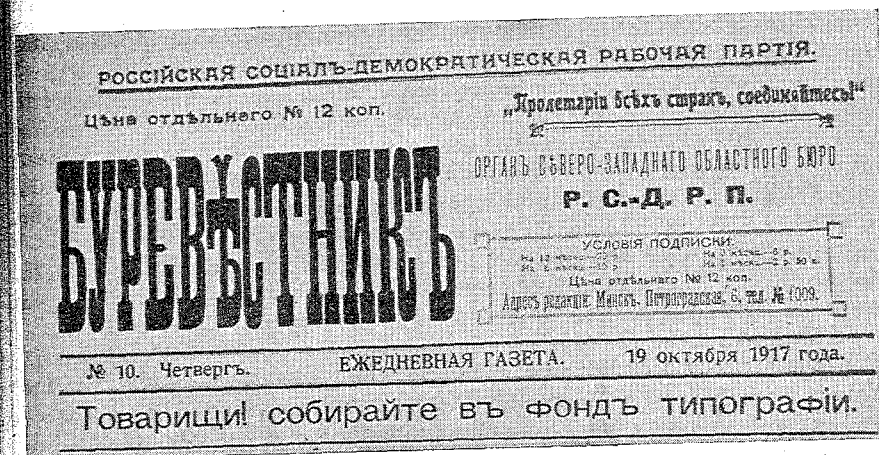 РОССІЙСКАЯ СОЦІАЛЪ-ДЕМОКРАТИЧЕСКАЯ РАБОЧАЯ ПАРТІЯ.
Цѣна отдѣльнаго № 12 коп.
„Пролетаріи всѣхъ странъ, соединяйтесь!“
БУРЕВѢСТНИКЪ
ОРГАНЪ СѢВЕРО-ЗАПАДНАГО ОБЛАСТНОГО БЮРО
Р. С.-Д. Р. П.
УСЛОВІЯ ПОДПИСКИ.
Цѣна отдѣльнаго № 12 коп.
Адресъ редакціи: Минскъ, Петроградская, 6, тел. № 1009.
№ 10. Четвергъ.
ЕЖЕДНЕВНАЯ ГАЗЕТА.
19 октября 1917 года.
Товарищи! собирайте въ фондъ типографіи.